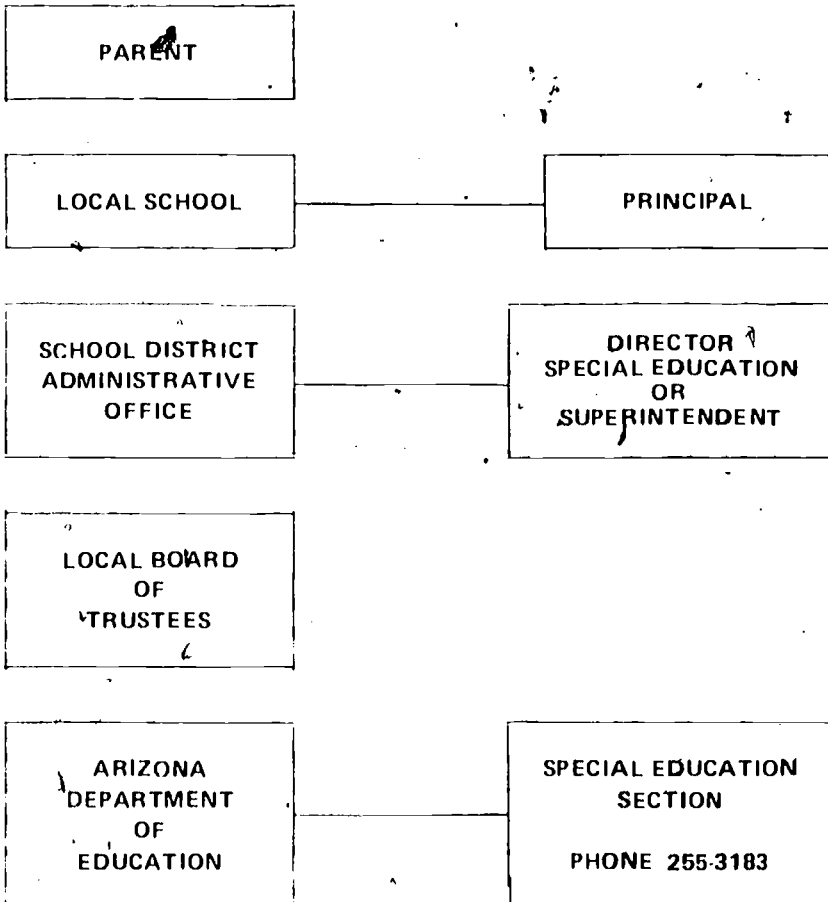 PARENT
LOCAL SCHOOL
PRINCIPAL
SCHOOL DISTRICT
ADMINISTRATIVE
OFFICE
DIRECTOR
SPECIAL EDUCATION
OR
SUPERINTENDENT
LOCAL BOARD
OF
TRUSTEES
ARIZONA
DEPARTMENT
OF
EDUCATION
SPECIAL EDUCATION
SECTION
PHONE 255-3183